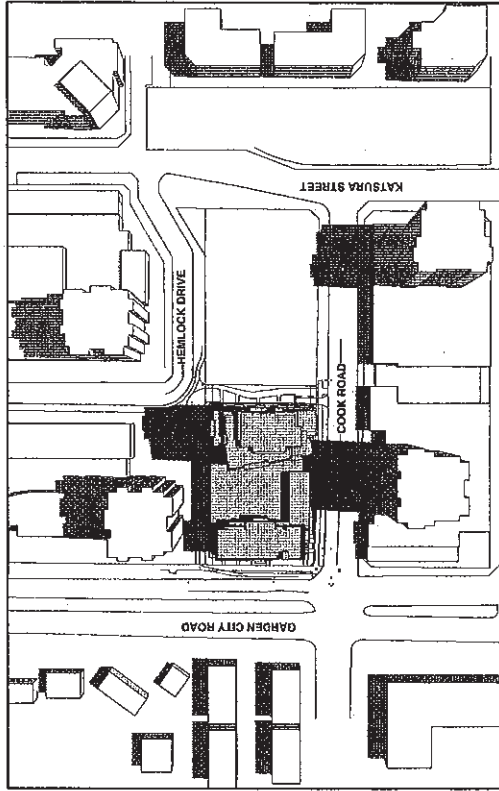 KATSURA STREET
HEMLOCK DRIVE
COOK ROAD
GARDEN CITY ROAD